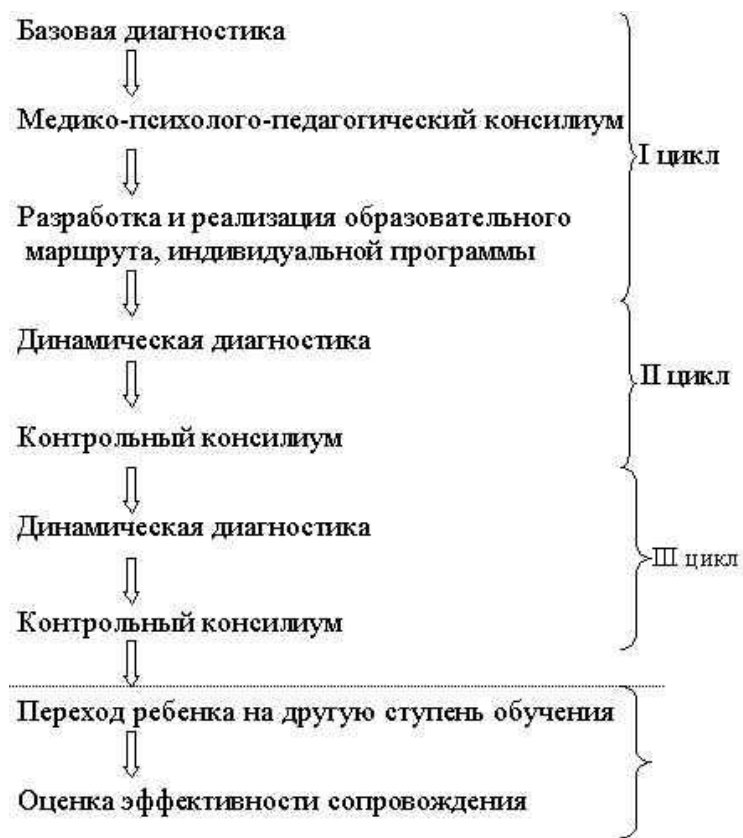 Базовая диагностика
Медико-психолого-педагогический консилиум
I цикл
Разработка и реализация образовательного
маршрута, индивидуальной программы
Динамическая диагностика
II цикл
Контрольный консилиум
Динамическая диагностика
III цикл
Контрольный консилиум
Переход ребенка на другую ступень обучения
Оценка эффективности сопровождения